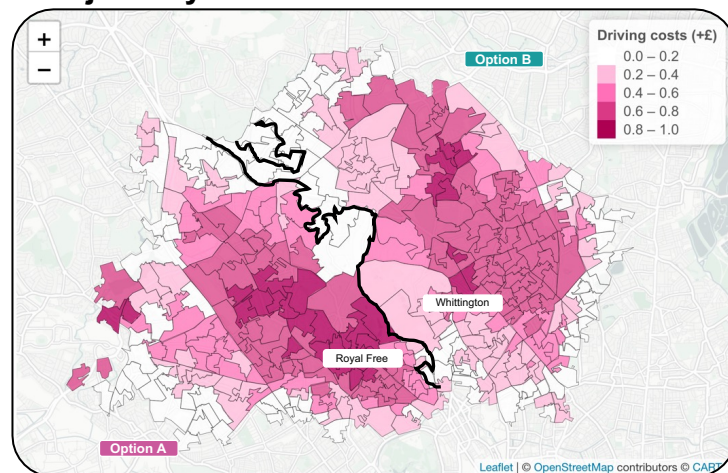 +
−
Option B
Driving costs (+£)
0.0 – 0.2
0.2 – 0.4
0.4 – 0.6
0.6 – 0.8
0.8 – 1.0
Whittington
Royal Free
Option A
Leaflet | © OpenStreetMap contributors © CART